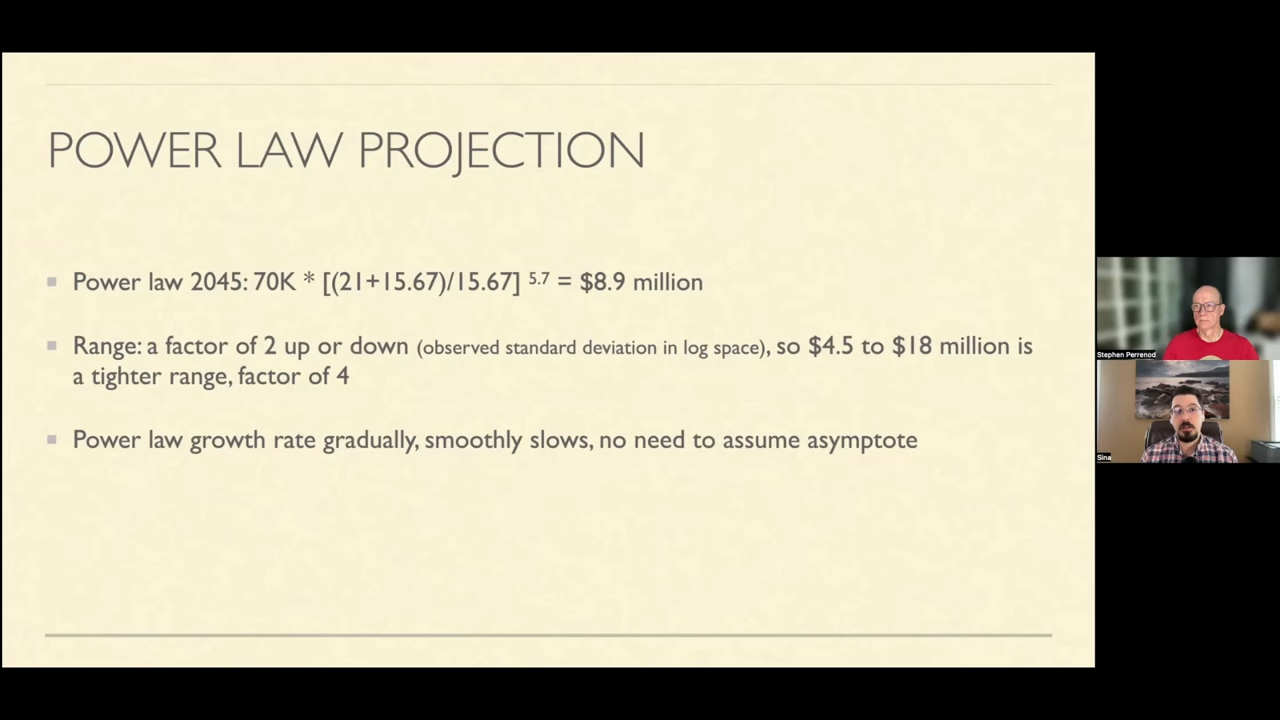 POWER LAW PROJECTION
Power law 2045: 70K * [(21+15.67)/15.67] 5.7 = $8.9 million
Range: a factor of 2 up or down (observed standard deviation in log space), so $4.5 to $18 million is
a tighter range, factor of 4
Power law growth rate gradually, smoothly slows, no need to assume asymptote
Stephen Perrenod
Sina